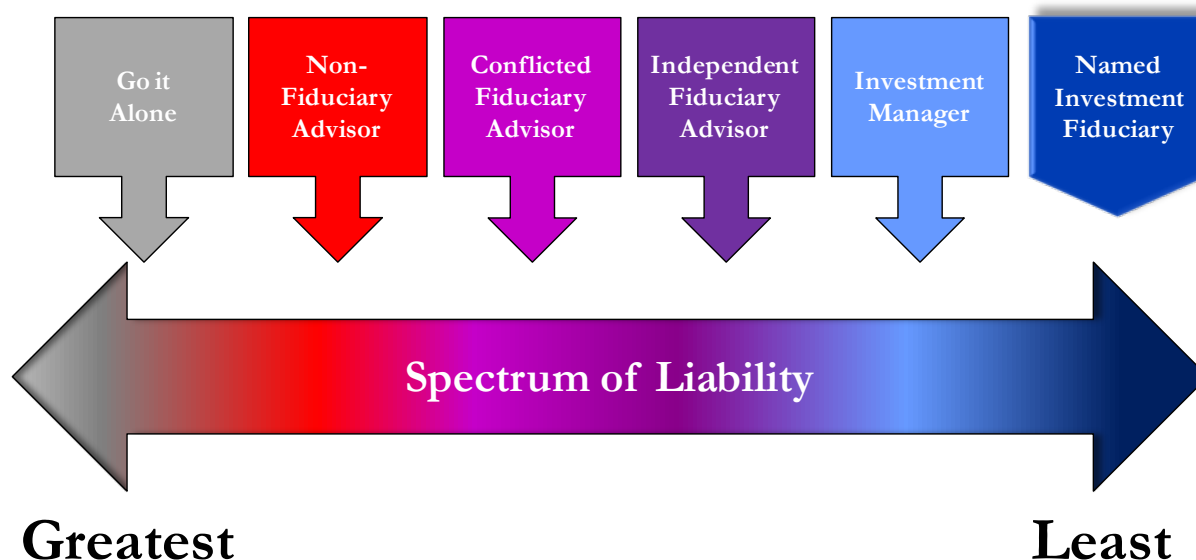 Go it
Alone
Non-
Fiduciary
Advisor
Conflicted
Fiduciary
Advisor
Independent
Fiduciary
Advisor
Investment
Manager
Named
Investment
Fiduciary
Spectrum of Liability
Greatest
Least